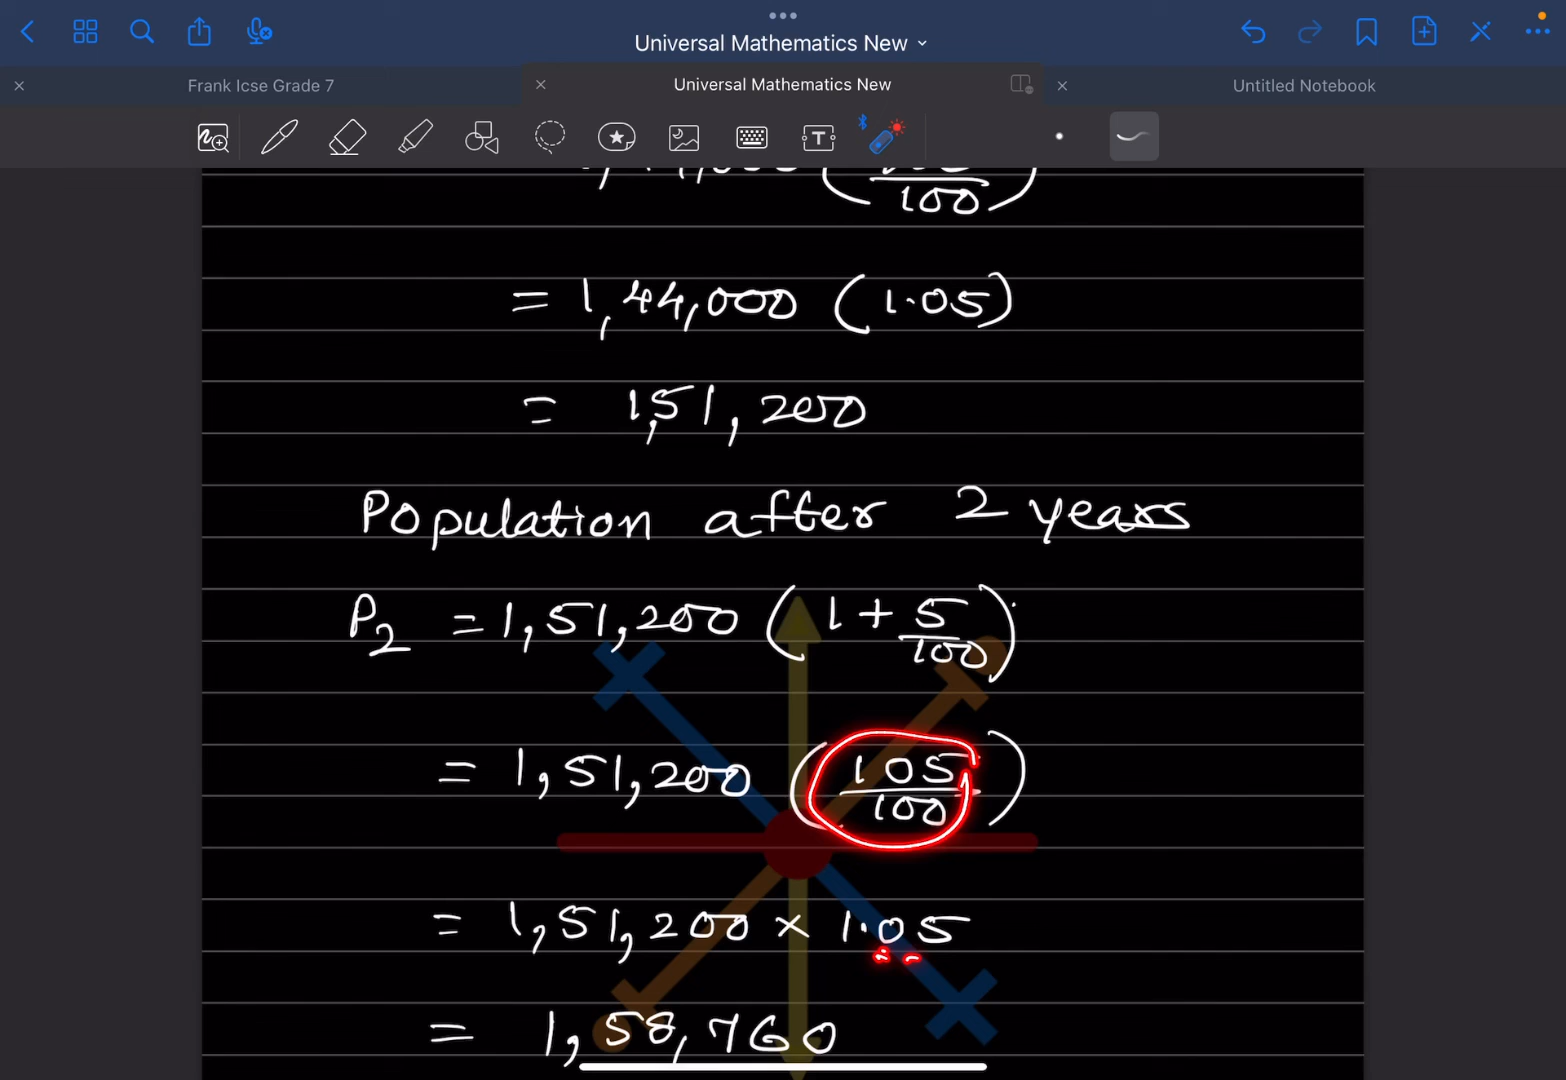 Universal Mathematics New
Frank Icse Grade 7
Universal Mathematics New
Untitled Notebook
T
100
= 1,44,000 (1.05)
= 1,51,200
Population after 2 years
P2 = 1,51,200 (1 + 5/100)
= 1,51,200 (105/100)
= 1,51,200 × 1.05
= 1,58,760